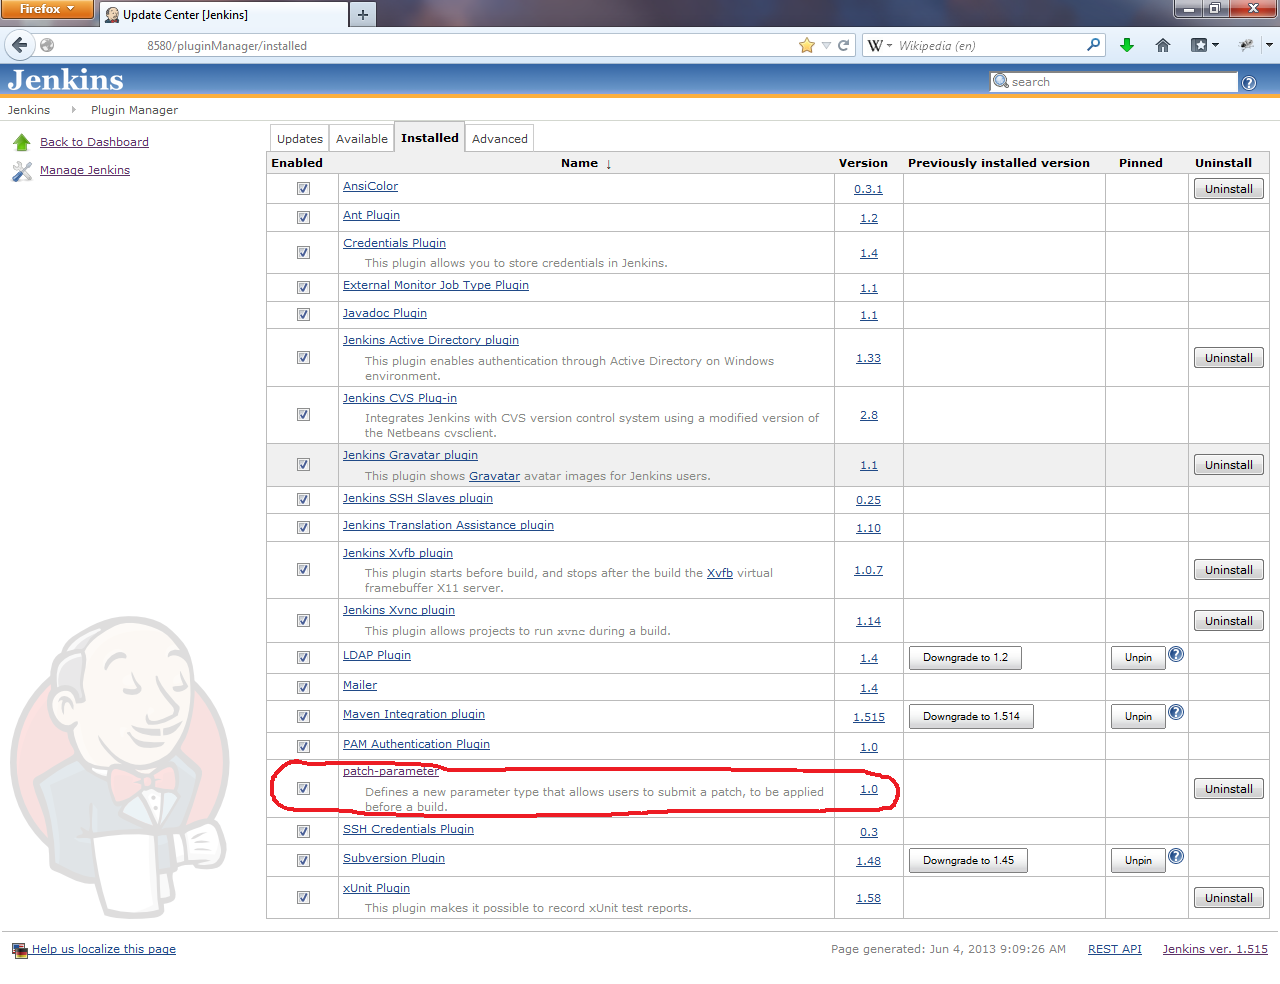 Firefox
Update Center [Jenkins]
8580/pluginManager/installed
W Wikipedia (en)
Jenkins
search
Jenkins Plugin Manager
Back to Dashboard
Manage Jenkins
Updates Available Installed Advanced
Enabled Name ↓ Version Previously installed version Pinned Uninstall
AnsiColor 0.3.1 Uninstall
Ant Plugin 1.2
Credentials Plugin 1.4
This plugin allows you to store credentials in Jenkins.
External Monitor Job Type Plugin 1.1
Javadoc Plugin 1.1
Jenkins Active Directory plugin 1.33 Uninstall
This plugin enables authentication through Active Directory on Windows
environment.
Jenkins CVS Plug-in 2.8
Integrates Jenkins with CVS version control system using a modified version of
the Netbeans cvsclient.
Jenkins Gravatar plugin 1.1 Uninstall
This plugin shows Gravatar avatar images for Jenkins users.
Jenkins SSH Slaves plugin 0.25
Jenkins Translation Assistance plugin 1.10
Jenkins Xvfb plugin 1.0.7 Uninstall
This plugin starts before build, and stops after the build the Xvfb virtual
framebuffer X11 server.
Jenkins Xvnc plugin 1.14 Uninstall
This plugin allows projects to run xvnc during a build.
LDAP Plugin 1.4 Downgrade to 1.2 Unpin
Mailer 1.4
Maven Integration plugin 1.515 Downgrade to 1.514 Unpin
PAM Authentication Plugin 1.0
patch-parameter 1.0 Uninstall
Defines a new parameter type that allows users to submit a patch, to be applied
before a build.
SSH Credentials Plugin 0.3
Subversion Plugin 1.48 Downgrade to 1.45 Unpin
xUnit Plugin 1.58 Uninstall
This plugin makes it possible to record xUnit test reports.
Help us localize this page Page generated: Jun 4, 2013 9:09:26 AM REST API Jenkins ver. 1.515